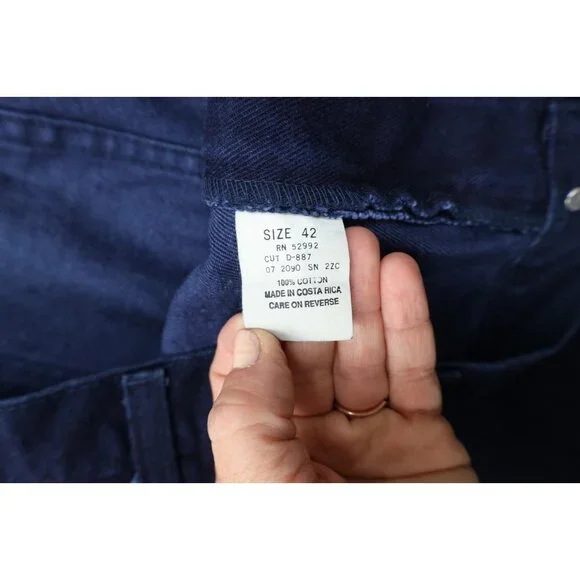 SIZE 42
RN 52992
CUT D-887
07 2090 SN 2ZC
100% COTTON
MADE IN COSTA RICA
CARE ON REVERSE